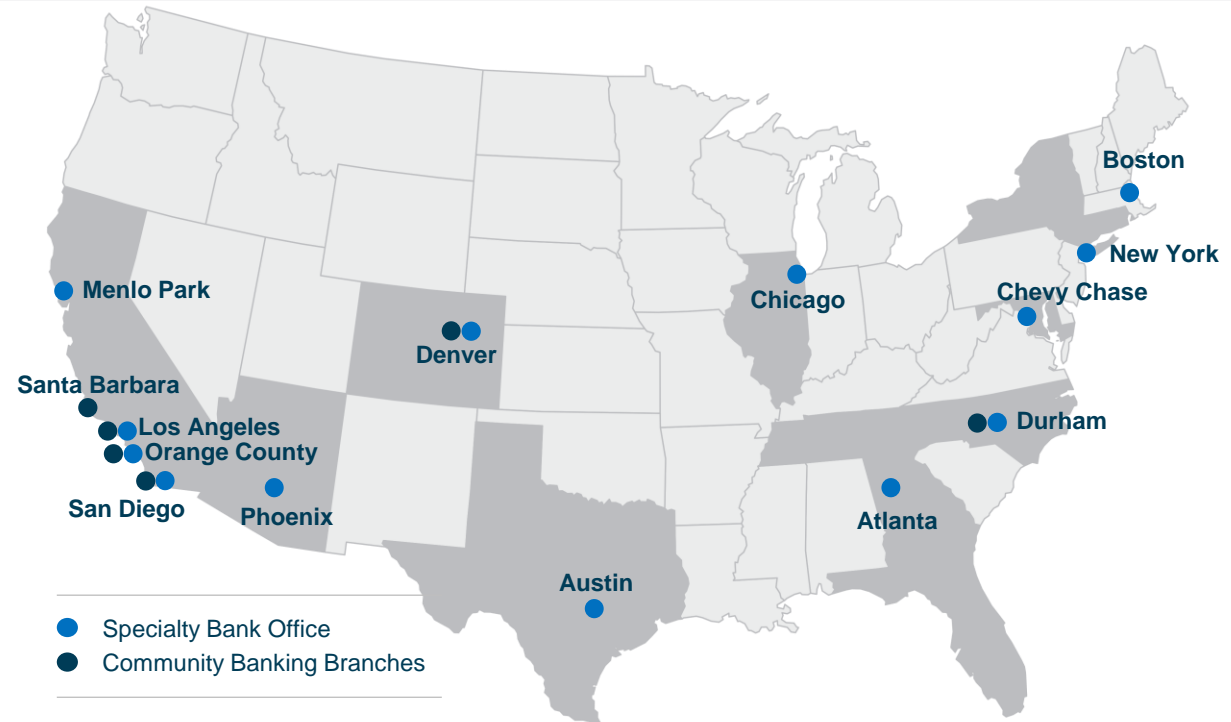 Boston
New York
Chevy Chase
Chicago
Menlo Park
Denver
Santa Barbara
Los Angeles
Orange County
San Diego
Phoenix
Durham
Atlanta
Austin
Specialty Bank Office
Community Banking Branches